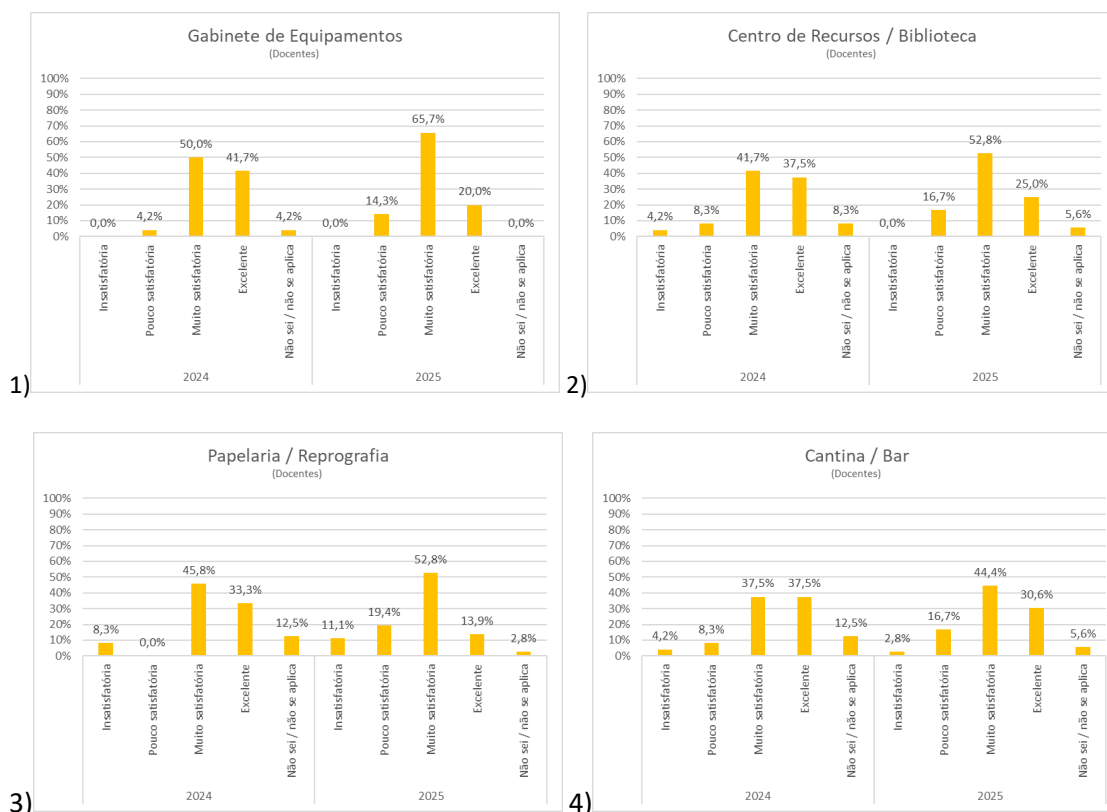 Gabinete de Equipamentos
(Docentes)
100%
90%
80%
70%
60%
50%
40%
30%
20%
10%
0%
0,0%
4,2%
50,0%
41,7%
4,2%
0,0%
14,3%
65,7%
20,0%
0,0%
Insatisfatória
Pouco satisfatória
Muito satisfatória
Excelente
Não sei / não se aplica
Insatisfatória
Pouco satisfatória
Muito satisfatória
Excelente
Não sei / não se aplica
2024
2025
1)
Centro de Recursos / Biblioteca
(Docentes)
100%
90%
80%
70%
60%
50%
40%
30%
20%
10%
0%
4,2%
8,3%
41,7%
37,5%
8,3%
0,0%
16,7%
52,8%
25,0%
5,6%
Insatisfatória
Pouco satisfatória
Muito satisfatória
Excelente
Não sei / não se aplica
Insatisfatória
Pouco satisfatória
Muito satisfatória
Excelente
Não sei / não se aplica
2024
2025
2)
Papelaria / Reprografia
(Docentes)
100%
90%
80%
70%
60%
50%
40%
30%
20%
10%
0%
8,3%
0,0%
45,8%
33,3%
12,5%
11,1%
19,4%
52,8%
13,9%
2,8%
Insatisfatória
Pouco satisfatória
Muito satisfatória
Excelente
Não sei / não se aplica
Insatisfatória
Pouco satisfatória
Muito satisfatória
Excelente
Não sei / não se aplica
2024
2025
3)
Cantina / Bar
(Docentes)
100%
90%
80%
70%
60%
50%
40%
30%
20%
10%
0%
4,2%
8,3%
37,5%
37,5%
12,5%
2,8%
16,7%
44,4%
30,6%
5,6%
Insatisfatória
Pouco satisfatória
Muito satisfatória
Excelente
Não sei / não se aplica
Insatisfatória
Pouco satisfatória
Muito satisfatória
Excelente
Não sei / não se aplica
2024
2025
4)